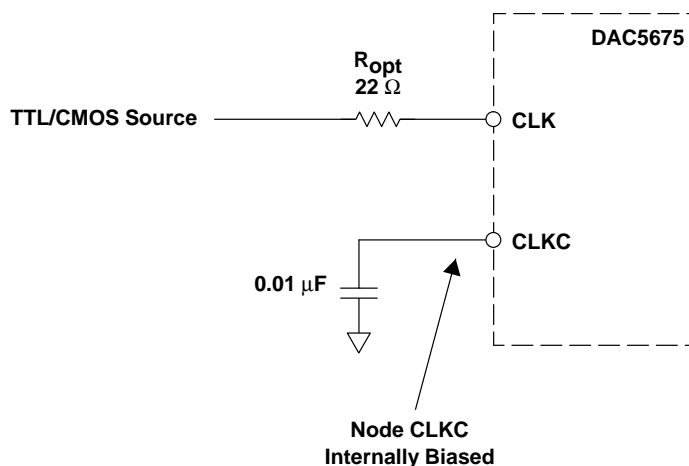 DAC5675
Ropt
22 Ω
TTL/CMOS Source
CLK
CLKC
0.01 μF
Node CLKC
Internally Biased